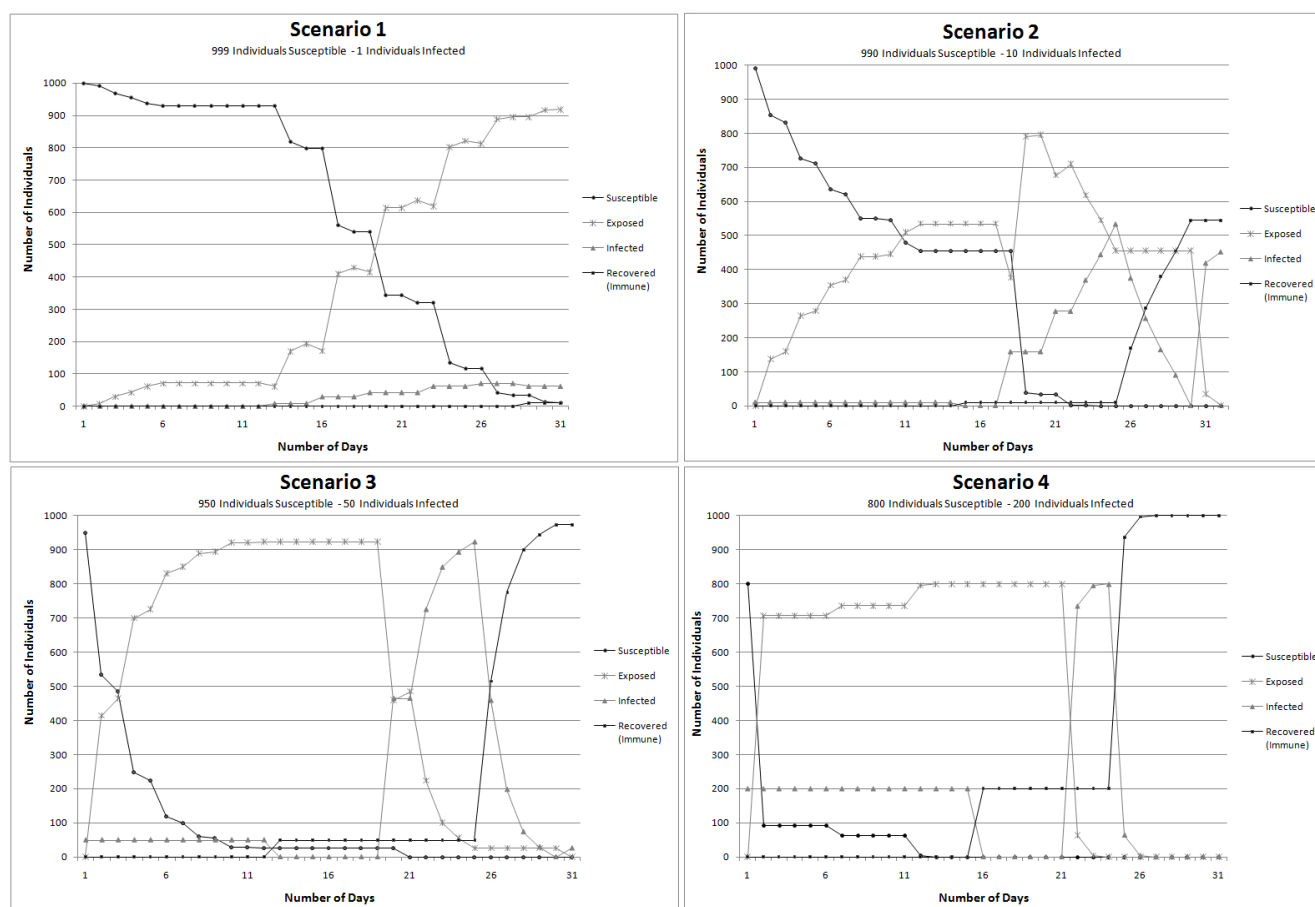 Scenario 1
999 Individuals Susceptible - 1 Individuals Infected
Number of Individuals
1000
900
800
700
600
500
400
300
200
100
0
1 6 11 16 21 26 31
Number of Days
Susceptible
Exposed
Infected
Recovered
(Immune)
Scenario 2
990 Individuals Susceptible - 10 Individuals Infected
Number of Individuals
1000
900
800
700
600
500
400
300
200
100
0
1 6 11 16 21 26 31
Number of Days
Susceptible
Exposed
Infected
Recovered
(Immune)
Scenario 3
950 Individuals Susceptible - 50 Individuals Infected
Number of Individuals
1000
900
800
700
600
500
400
300
200
100
0
1 6 11 16 21 26 31
Number of Days
Susceptible
Exposed
Infected
Recovered
(Immune)
Scenario 4
800 Individuals Susceptible - 200 Individuals Infected
Number of Individuals
1000
900
800
700
600
500
400
300
200
100
0
1 6 11 16 21 26 31
Number of Days
Susceptible
Exposed
Infected
Recovered
(Immune)